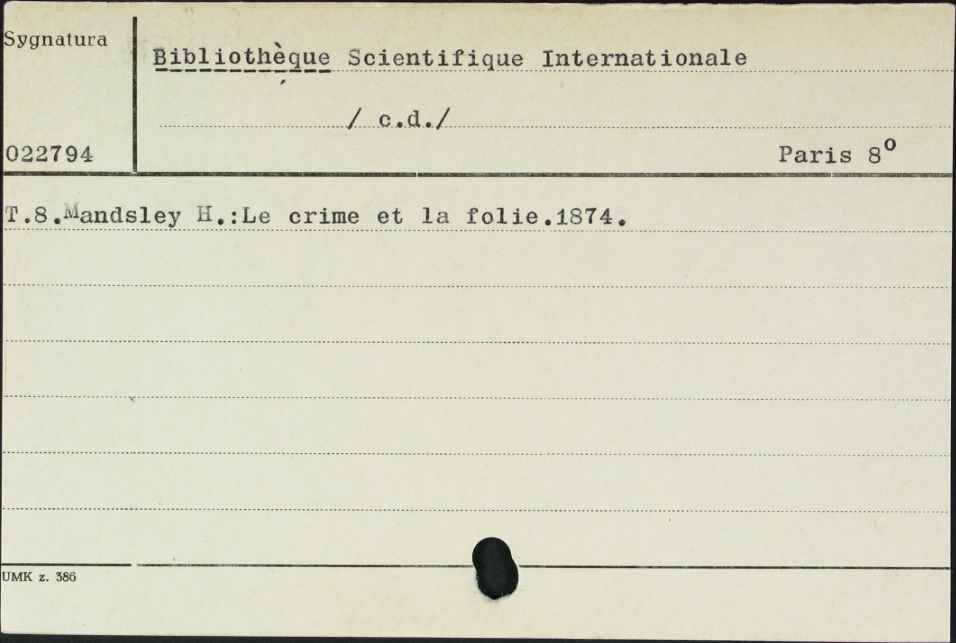 Sygnatura
Bibliothèque Scientifique Internationale
/ c.d./
022794
Paris 8⁰
T.8.Mandsley H.:Le crime et la folie.1874.
UMK z. 386